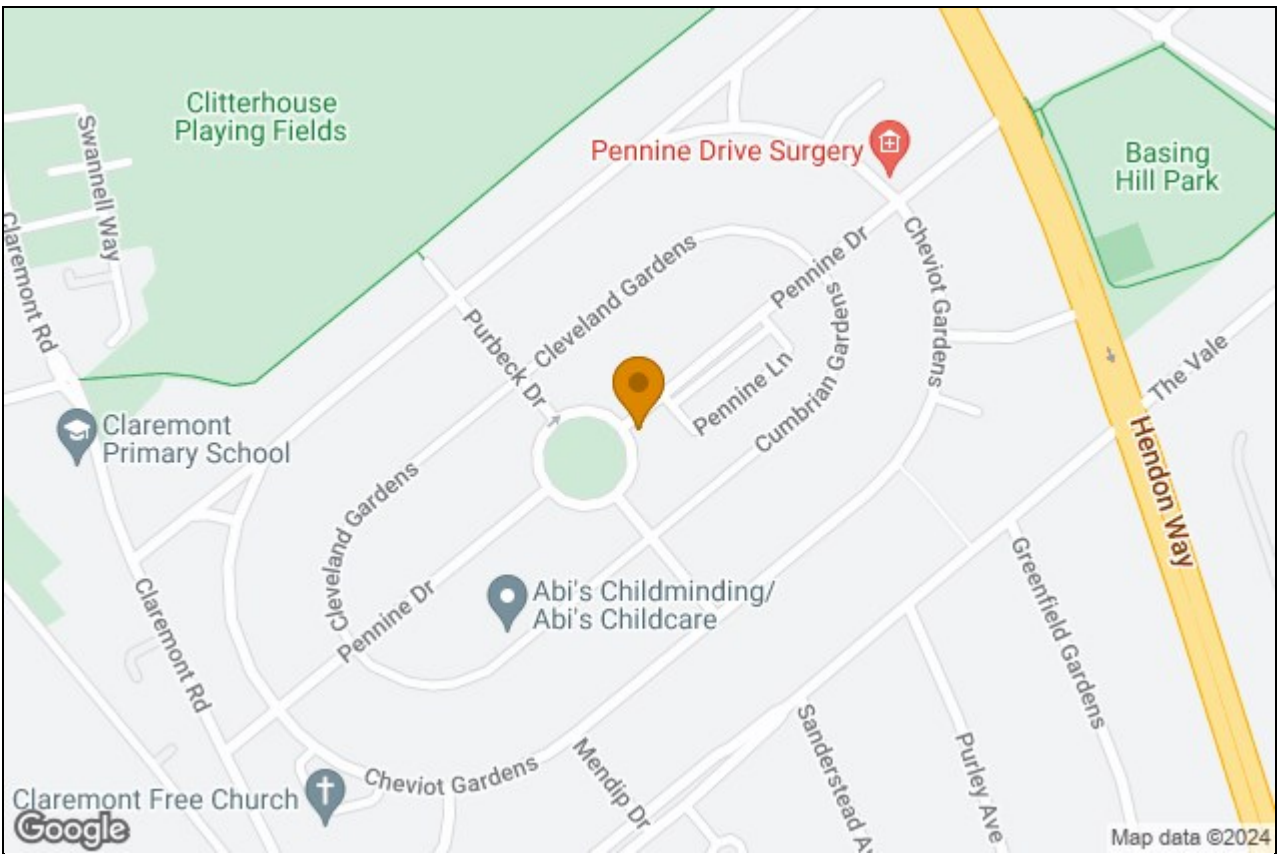 Clitterhouse
Playing Fields
Swannell Way
Claremont Rd
Pennine Drive Surgery
Basing
Hill Park
Cleveland Gardens
Pennine Dr
Cheviot Gardens
Purbeck Dr
Pennine Ln
Cumbrian Gardens
The Vale
Claremont
Primary School
Hendon Way
Cleveland Gardens
Abi's Childminding/
Abi's Childcare
Pennine Dr
Claremont Rd
Greenfield Gardens
Cheviot Gardens
Mendip Dr
Sanderstead A
Purley Ave
Claremont Free Church
Google
Map data ©2024